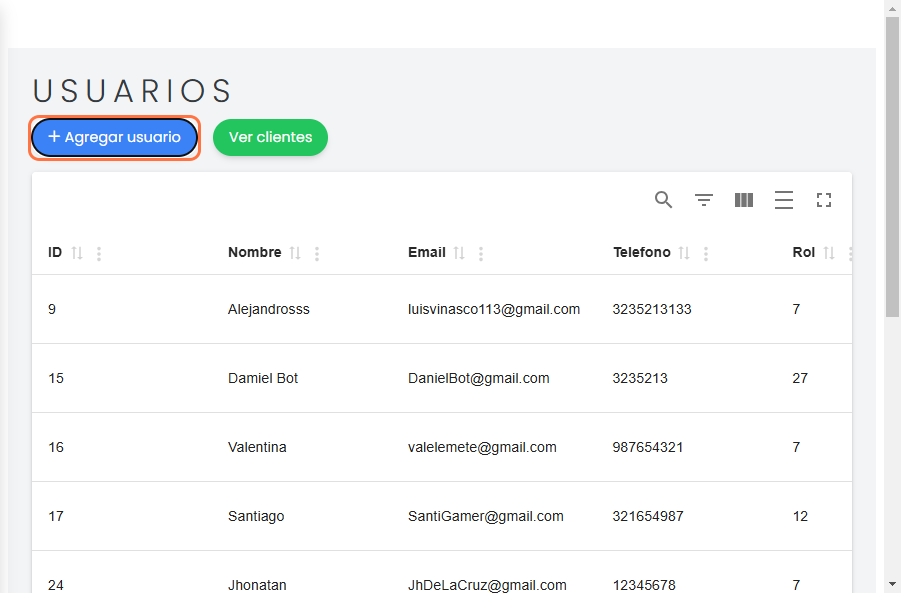 USUARIOS
+ Agregar usuario Ver clientes
ID Nombre Email Telefono Rol
9 Alejandrosss luisvinasco113@gmail.com 3235213133 7
15 Damiel Bot DanielBot@gmail.com 3235213 27
16 Valentina valelemete@gmail.com 987654321 7
17 Santiago SantiGamer@gmail.com 321654987 12
24 Jhonatan JhDeLaCruz@gmail.com 12345678 7